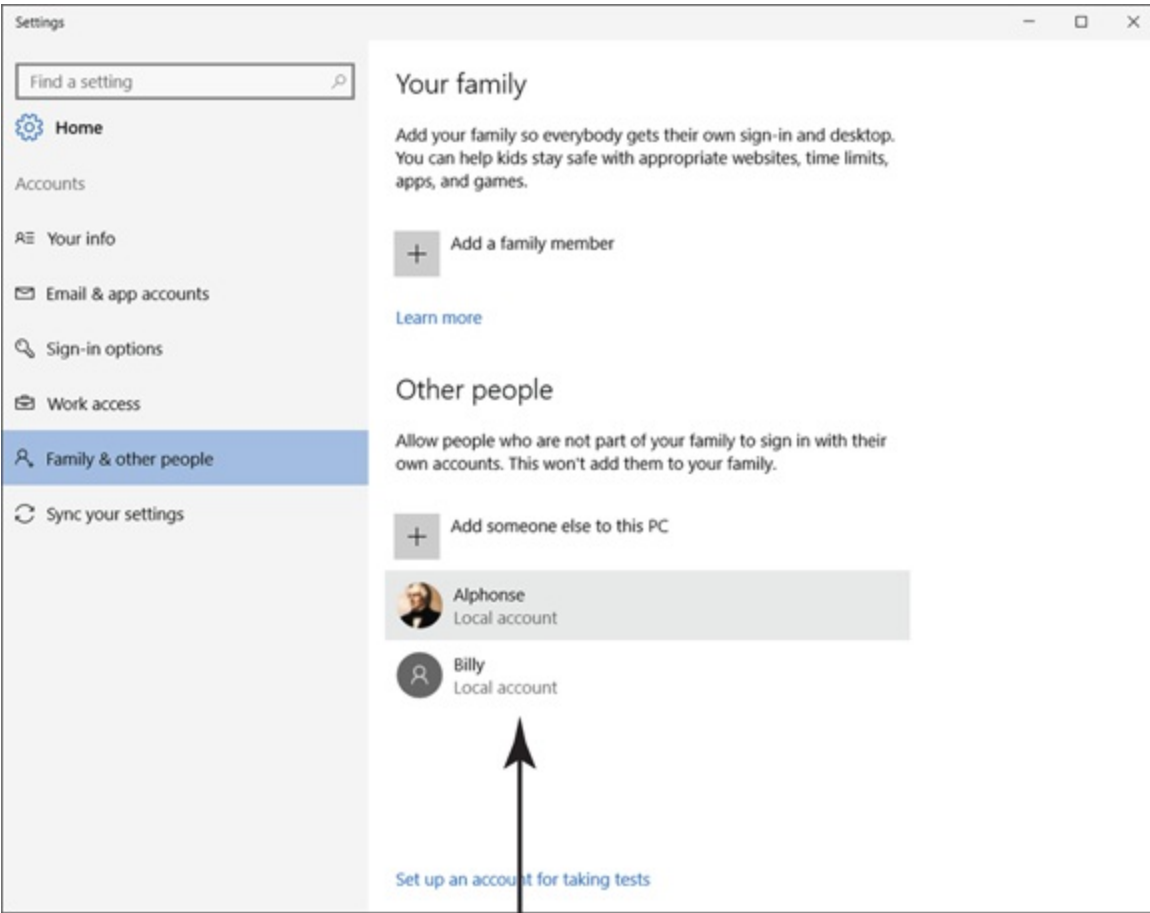 Settings
Find a setting
Home
Accounts
Your info
Email & app accounts
Sign-in options
Work access
Family & other people
Sync your settings
Your family
Add your family so everybody gets their own sign-in and desktop.
You can help kids stay safe with appropriate websites, time limits,
apps, and games.
Add a family member
Learn more
Other people
Allow people who are not part of your family to sign in with their
own accounts. This won't add them to your family.
Add someone else to this PC
Alphonse
Local account
Billy
Local account
Set up an account for taking tests